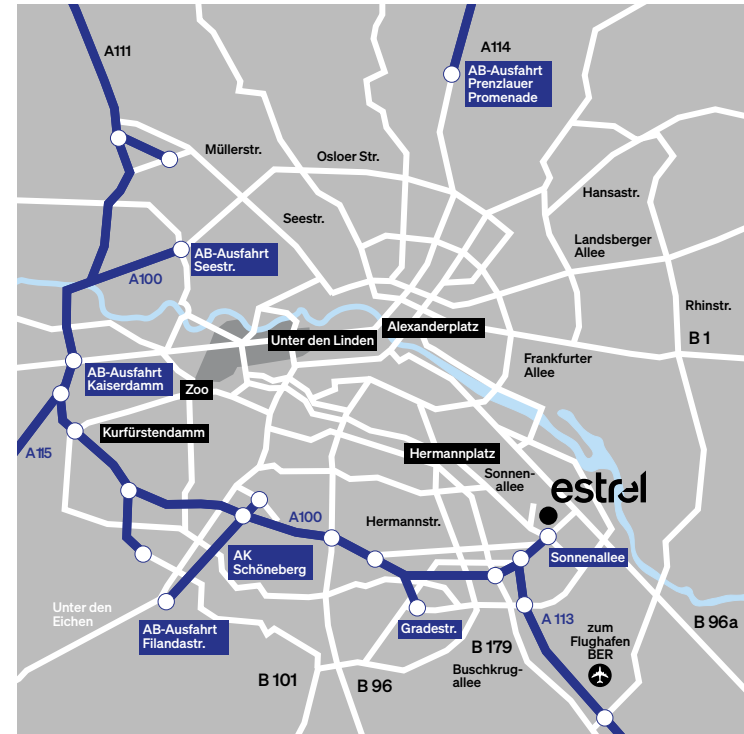 A111
A114
AB-Ausfahrt
Prenzlauer
Promenade
Müllerstr.
Osloer Str.
Hansastr.
Seestr.
Landsberger
Allee
AB-Ausfahrt
Seestr.
A100
Rhinstr.
B 1
Alexanderplatz
Unter den Linden
Frankfurter
Allee
AB-Ausfahrt
Kaiserdamm
Zoo
Kurfürstendamm
A115
Hermannplatz
Sonnen-
allee
estrel
A100
Hermannstr.
AK
Schöneberg
Sonnenallee
Unter den
Eichen
AB-Ausfahrt
Filandastr.
Gradestr.
A 113
zum
Flughafen
BER
B 96a
B 179
Buschkrug-
allee
B 101
B 96